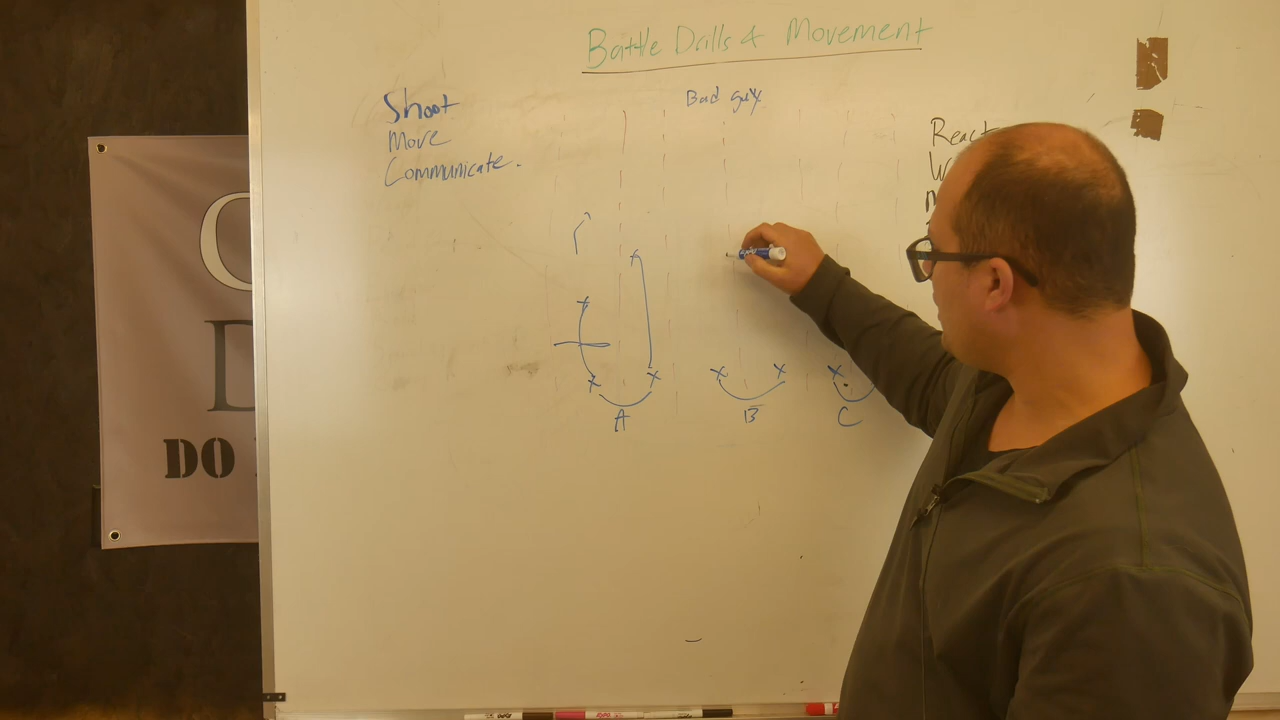 Battle Drills & Movement
Shoot
Move
Communicate.
Bad guy
React
A
B
C
DO